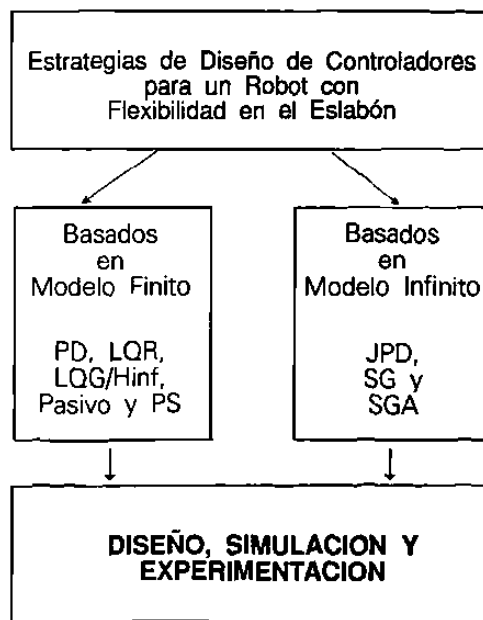 Estrategias de Diseño de Controladores
para un Robot con
Flexibilidad en el Eslabón
Basados
en
Modelo Finito
PD, LQR,
LQG/Hinf,
Pasivo y PS
Basados
en
Modelo Infinito
JPD,
SG y
SGA
DISEÑO, SIMULACION Y
EXPERIMENTACION